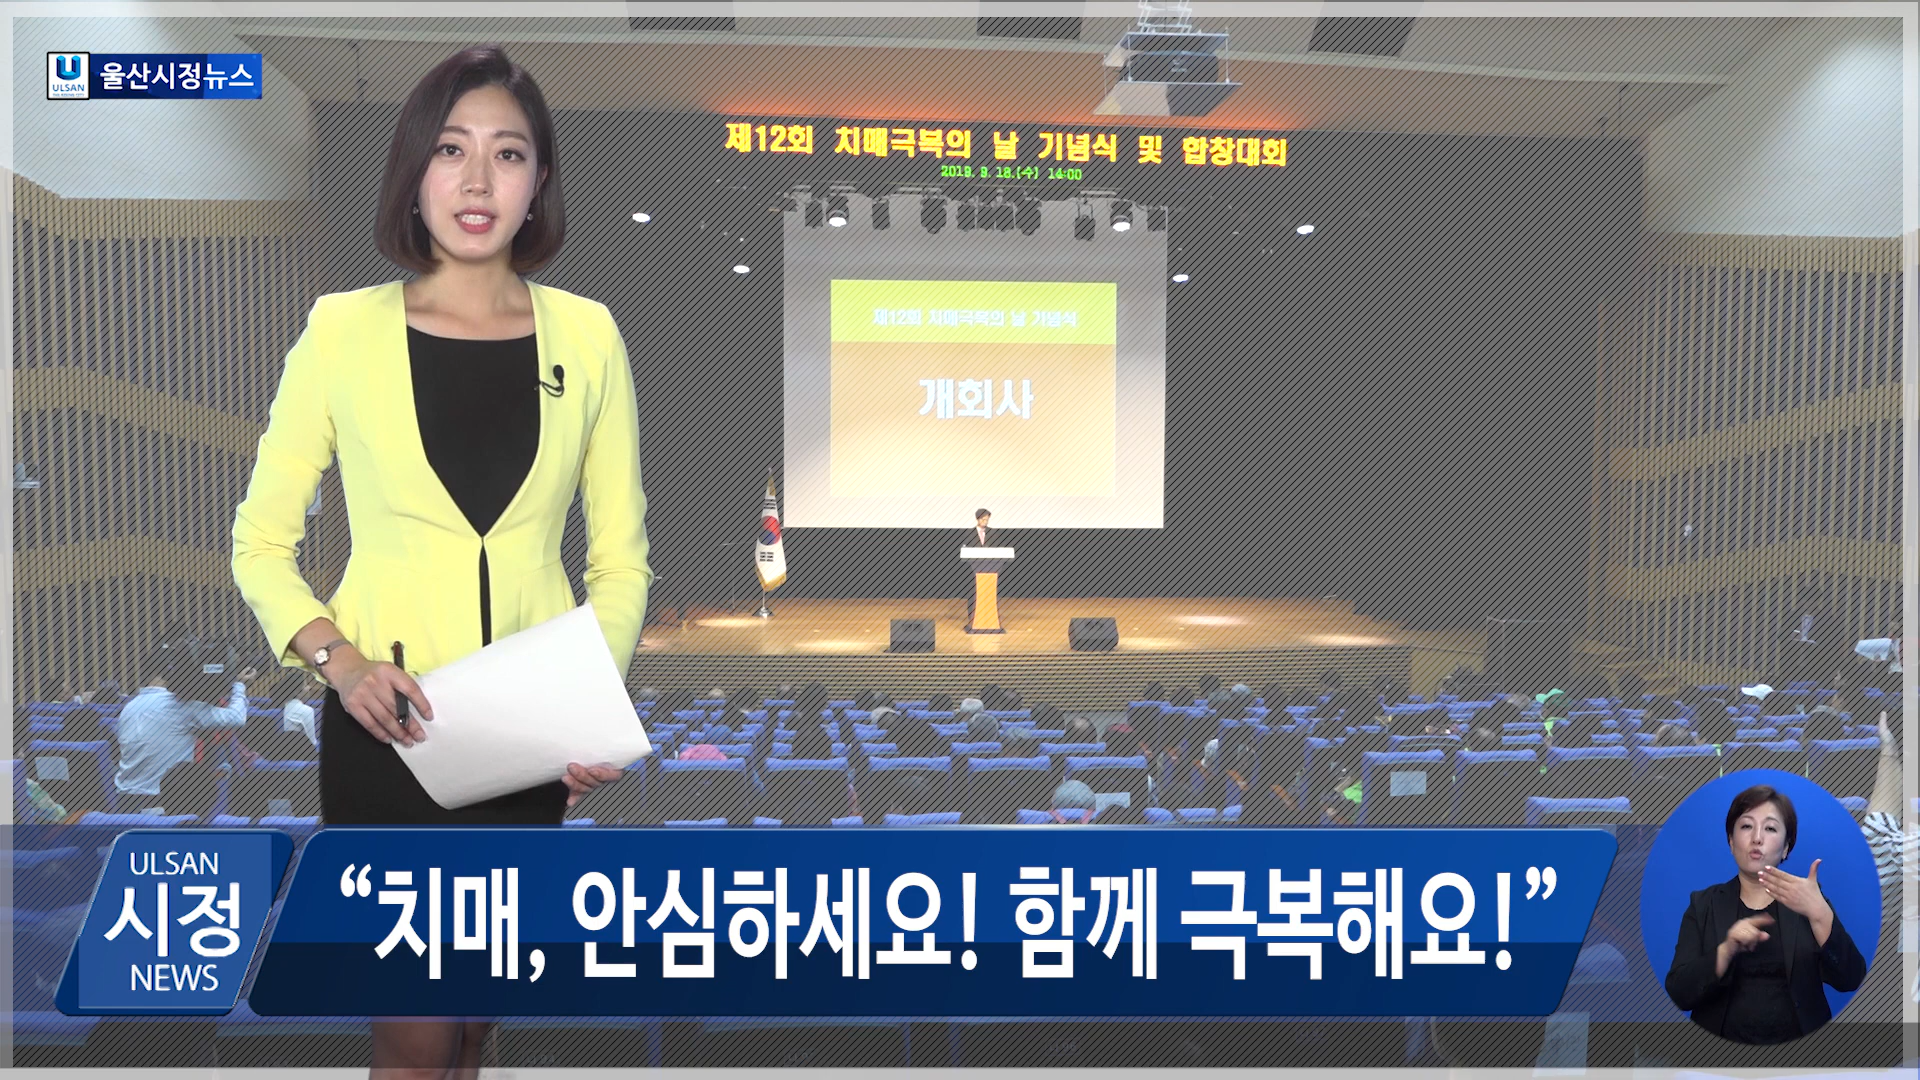 ULSAN
울산시정뉴스
제12회 치매극복의 날 기념식 및 합창대회
2019. 9. 18.(수) 14:00
제12회 치매극복의 날 기념식
개회사
ULSAN
시정
NEWS
“치매, 안심하세요! 함께 극복해요!”